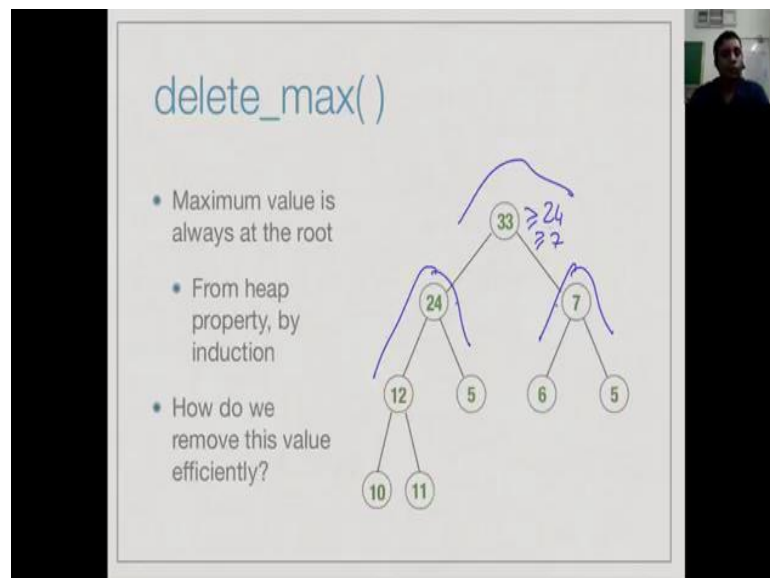 delete_max( )
• Maximum value is
always at the root
• From heap
property, by
induction
• How do we
remove this value
efficiently?
33 ≥24
≥7
24 7
12 5 6 5
10 11